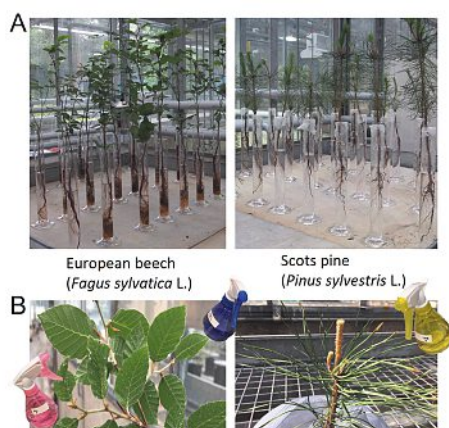 A
European beech
(Fagus sylvatica L.)
Scots pine
(Pinus sylvestris L.)
B